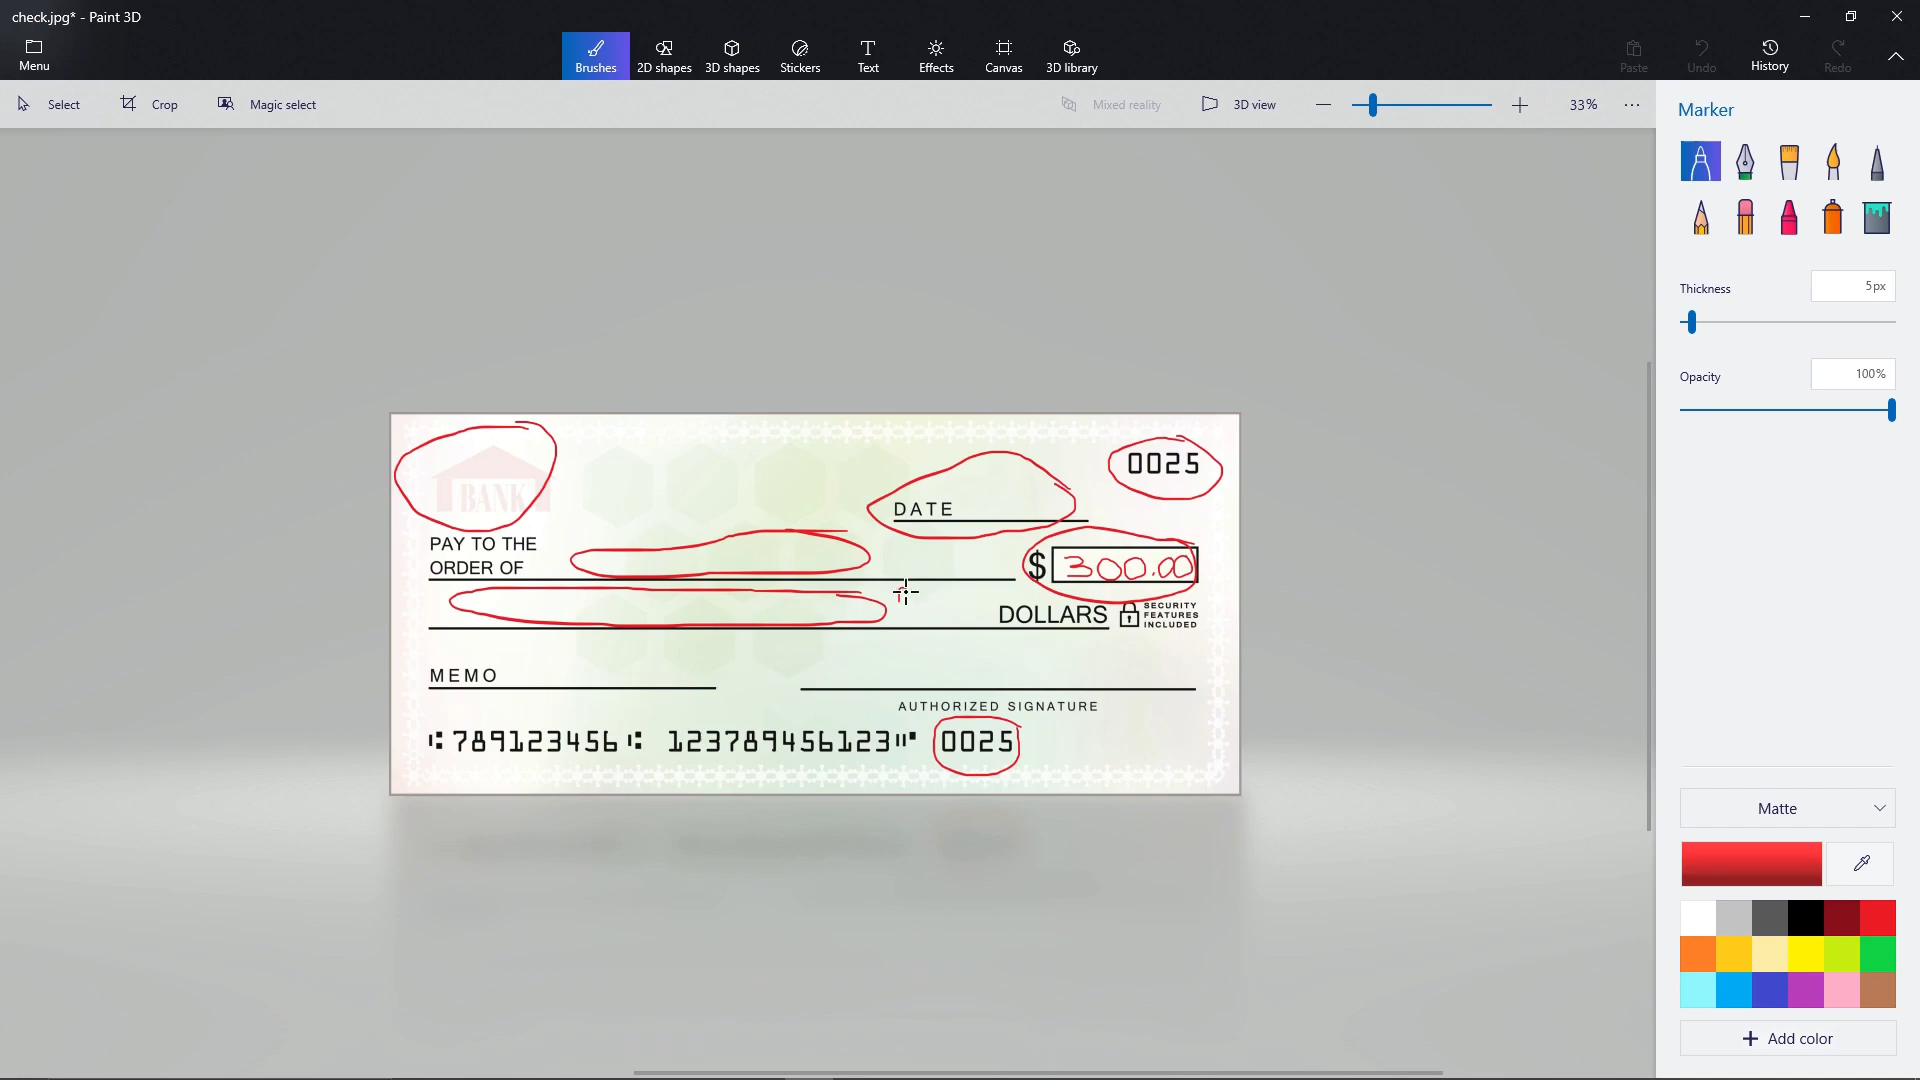 check.jpg* - Paint 3D
Menu
Brushes 2D shapes 3D shapes Stickers Text Effects Canvas 3D library
Paste Undo History Redo
Select Crop Magic select
Mixed reality 3D view 33%
Marker
Thickness 5px
Opacity 100%
BANK
0025
DATE
PAY TO THE
ORDER OF
$ 300.00
DOLLARS
SECURITY
FEATURES
INCLUDED
MEMO
AUTHORIZED SIGNATURE
⑆789123456⑆ 123789456123⑈ 0025
Matte
Add color